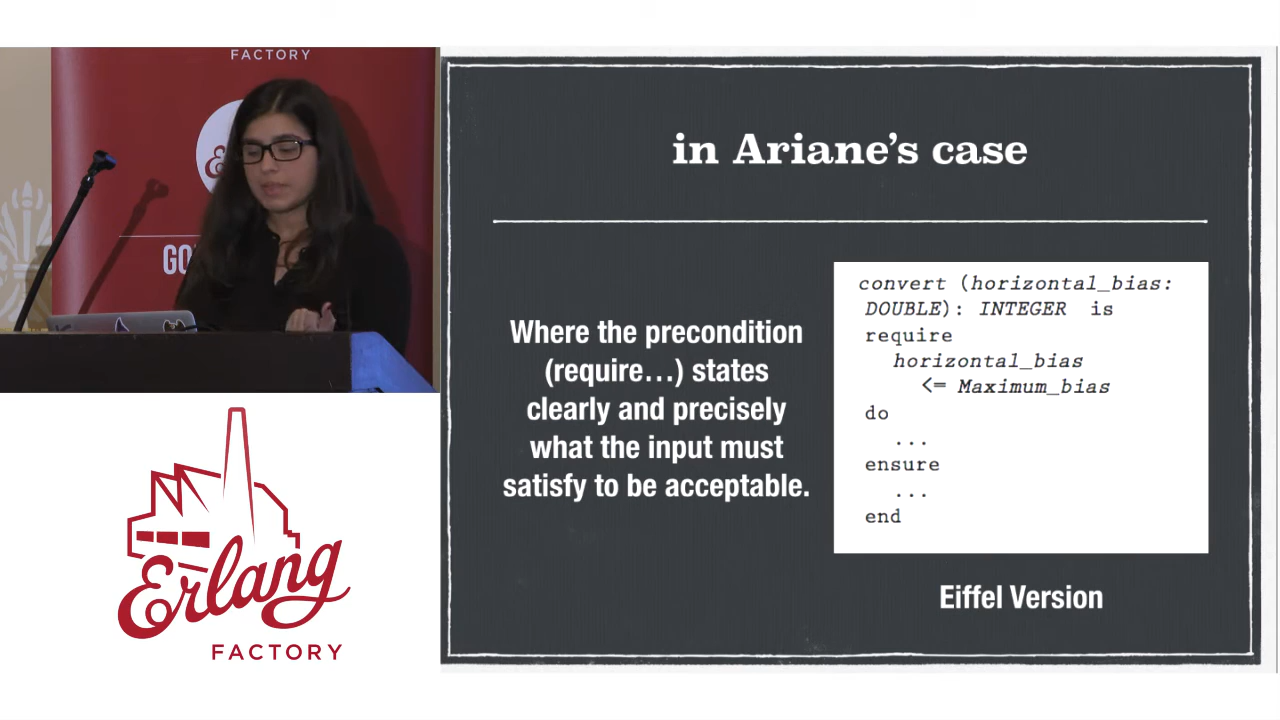 FACTORY
GO
Erlang
FACTORY
in Ariane’s case
Where the precondition
(require…) states
clearly and precisely
what the input must
satisfy to be acceptable.
convert (horizontal_bias:
DOUBLE): INTEGER is
require
horizontal_bias
<= Maximum_bias
do
...
ensure
...
end
Eiffel Version